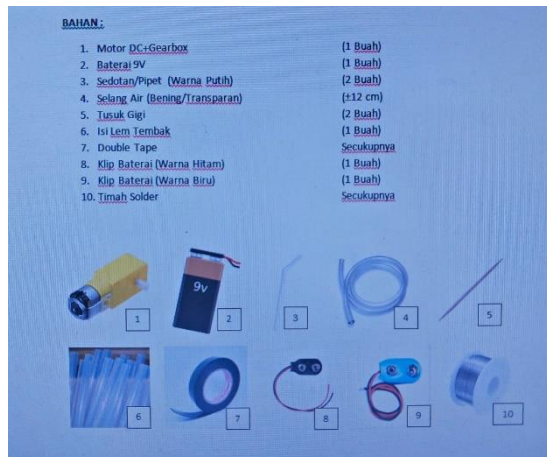 BAHAN :
1. Motor DC+Gearbox (1 Buah)
2. Baterai 9V (1 Buah)
3. Sedotan/Pipet (Warna Putih) (2 Buah)
4. Selang Air (Bening/Transparan) (±12 cm)
5. Tusuk Gigi (2 Buah)
6. Isi Lem Tembak (1 Buah)
7. Double Tape Secukupnya
8. Klip Baterai (Warna Hitam) (1 Buah)
9. Klip Baterai (Warna Biru) (1 Buah)
10. Timah Solder Secukupnya
9v
1 2 3 4 5
6 7 8 9 10